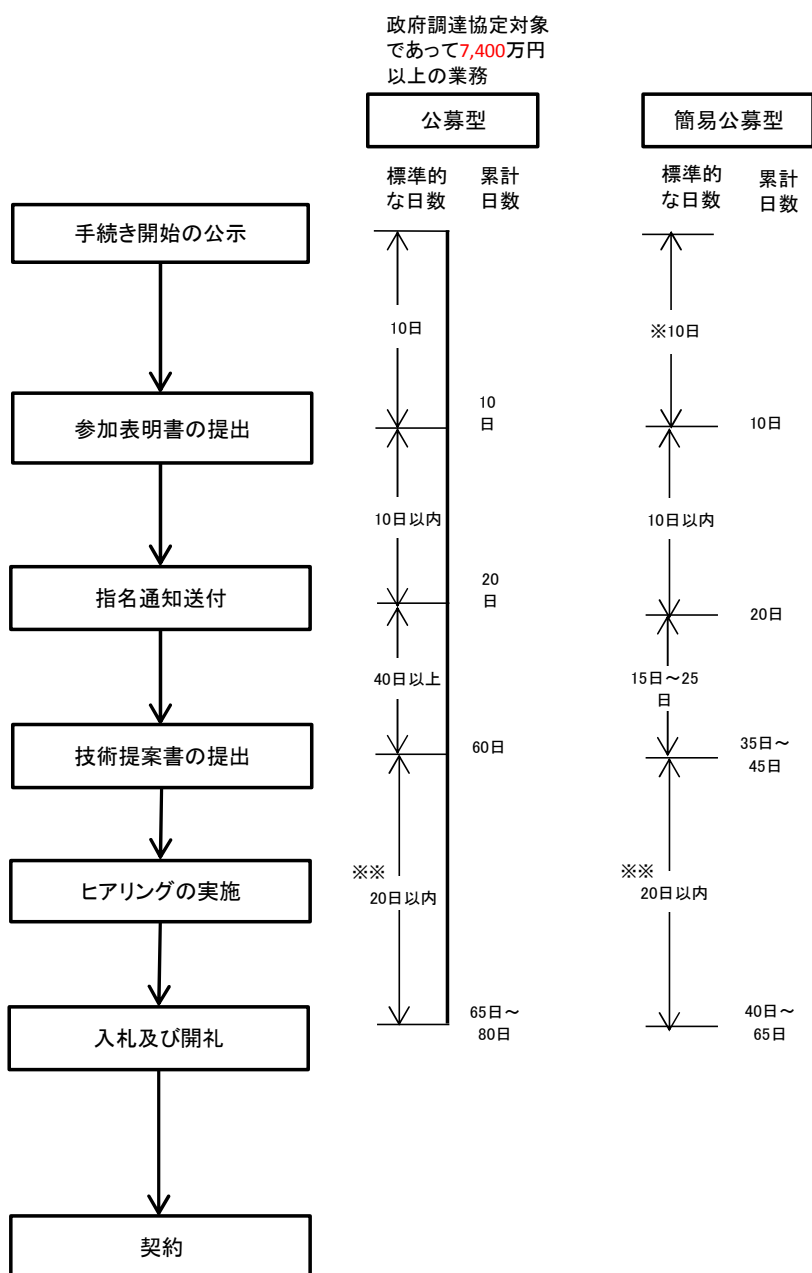 政府調達協定対象
であって7,400万円
以上の業務
公募型
簡易公募型
標準的
な日数
累計
日数
標準的
な日数
累計
日数
手続き開始の公示
10日
※10日
参加表明書の提出
10
日
10日
10日以内
10日以内
指名通知送付
20
日
20日
40日以上
15日～25
日
技術提案書の提出
60日
35日～
45日
ヒアリングの実施
※※
20日以内
※※
20日以内
入札及び開札
65日～
80日
40日～
65日
契約